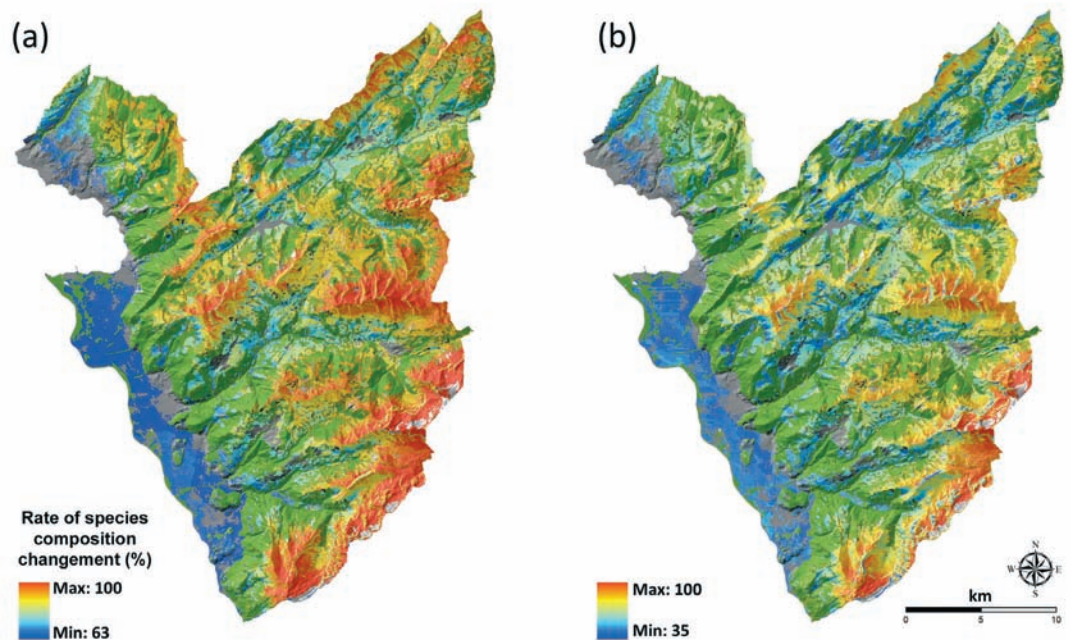 (a)
(b)
Rate of species
composition
changement (%)
Max: 100
Min: 63
Max: 100
Min: 35
N
W E
S
km
0 5 10